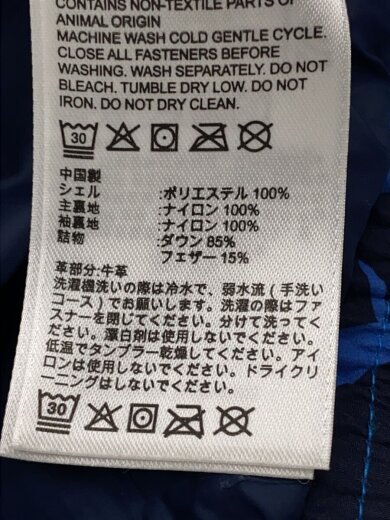 CONTAINS NON-TEXTILE PARTS OF
ANIMAL ORIGIN
MACHINE WASH COLD GENTLE CYCLE.
CLOSE ALL FASTENERS BEFORE
WASHING. WASH SEPARATELY. DO NOT
BLEACH. TUMBLE DRY LOW. DO NOT
IRON. DO NOT DRY CLEAN.
30
中国製
シェル :ポリエステル 100%
主裏地 :ナイロン 100%
袖裏地 :ナイロン 100%
詰物 :ダウン 85%
フェザー 15%
革部分:牛革
洗濯機洗いの際は冷水で、弱水流（手洗い
コース）でお願いします。洗濯の際はファ
スナーを閉じてください。分けて洗ってく
ださい。漂白剤は使用しないでください。
低温でタンブラー乾燥してください。アイ
ロンは使用しないでください。ドライクリ
ーニングはしないでください。
30